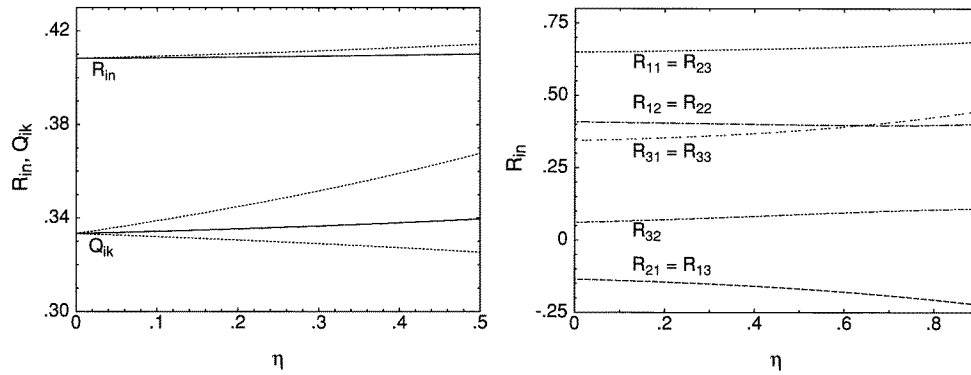 .42
.38
.34
.30
R_in, Q_ik
R_in
Q_ik
0 .1 .2 .3 .4 .5
η
.75
.50
.25
0
-.25
R_in
R_11 = R_23
R_12 = R_22
R_31 = R_33
R_32
R_21 = R_13
0 .2 .4 .6 .8
η